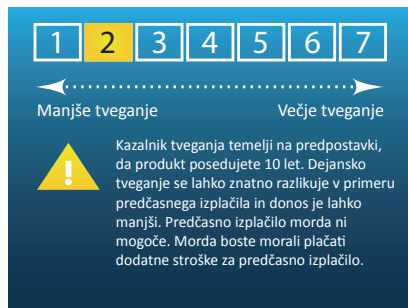 1 2 3 4 5 6 7
Manjše tveganje Večje tveganje
Kazalnik tveganja temelji na predpostavki,
da produkt posedujete 10 let. Dejansko
tveganje se lahko znatno razlikuje v primeru
predčasnega izplačila in donos je lahko
manjši. Predčasno izplačilo morda ni
mogoče. Morda boste morali plačati
dodatne stroške za predčasno izplačilo.